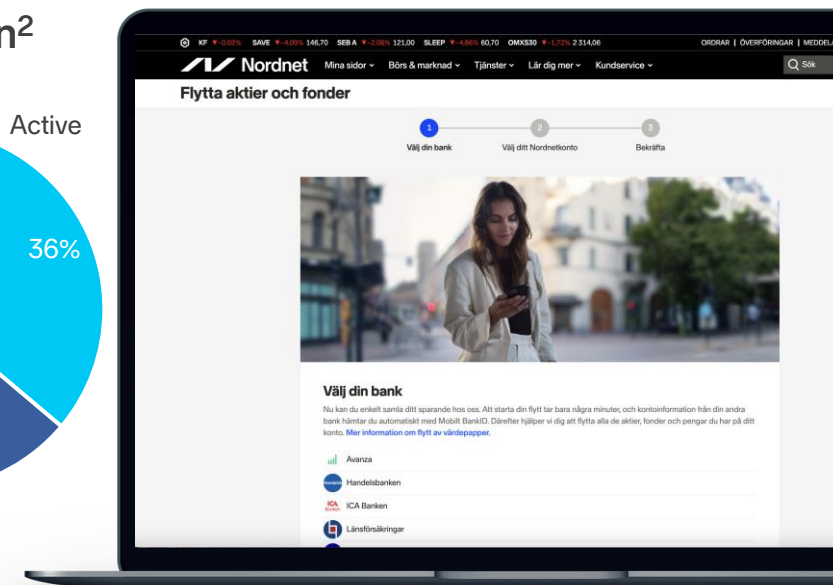 n²
Active
36%
KF ▼-0,02% SAVE ▼-4,09% 146,70 SEB A ▼-2,06% 121,00 SLEEP ▼-4,66% 60,70 OMXS30 ▼-1,72% 2 314,06 ORDRAR | ÖVERFÖRINGAR | MEDDELA
Nordnet Mina sidor Börs & marknad Tjänster Lär dig mer Kundservice Sök
Flytta aktier och fonder
1 2 3
Välj din bank Välj ditt Nordnetkonto Bekräfta
Välj din bank
Nu kan du enkelt samla ditt sparande hos oss. Att starta din flytt tar bara några minuter, och kontoinformation från din andra
bank hämtar du automatiskt med Mobilt BankID. Därefter hjälper vi dig att flytta alla de aktier, fonder och pengar du har på ditt
konto. Mer information om flytt av värdepapper.
Avanza
Handelsbanken
ICA Banken
ICA Banken
Länsförsäkringar